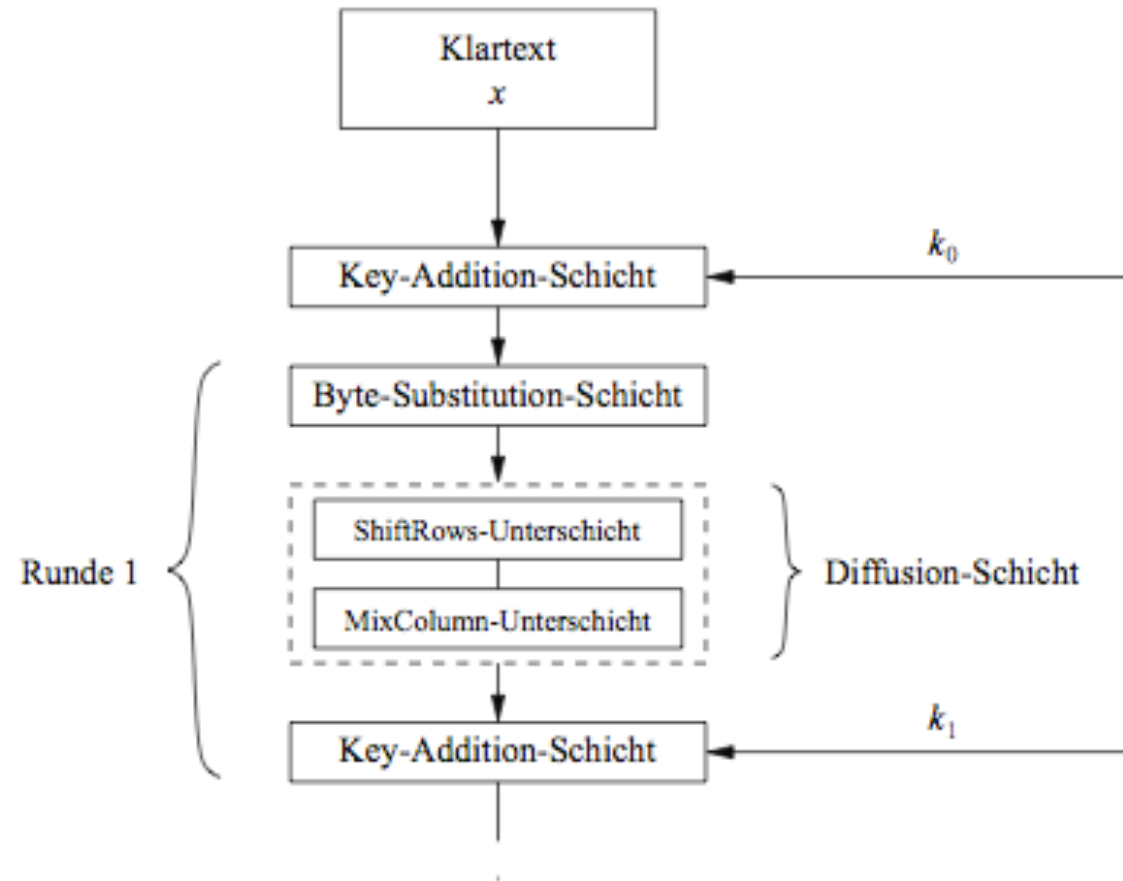 Klartext
x
k₀
Key-Addition-Schicht
Byte-Substitution-Schicht
ShiftRows-Unterschicht
Runde 1
Diffusion-Schicht
MixColumn-Unterschicht
k₁
Key-Addition-Schicht